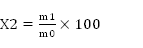 X2 = m1/m0 × 100